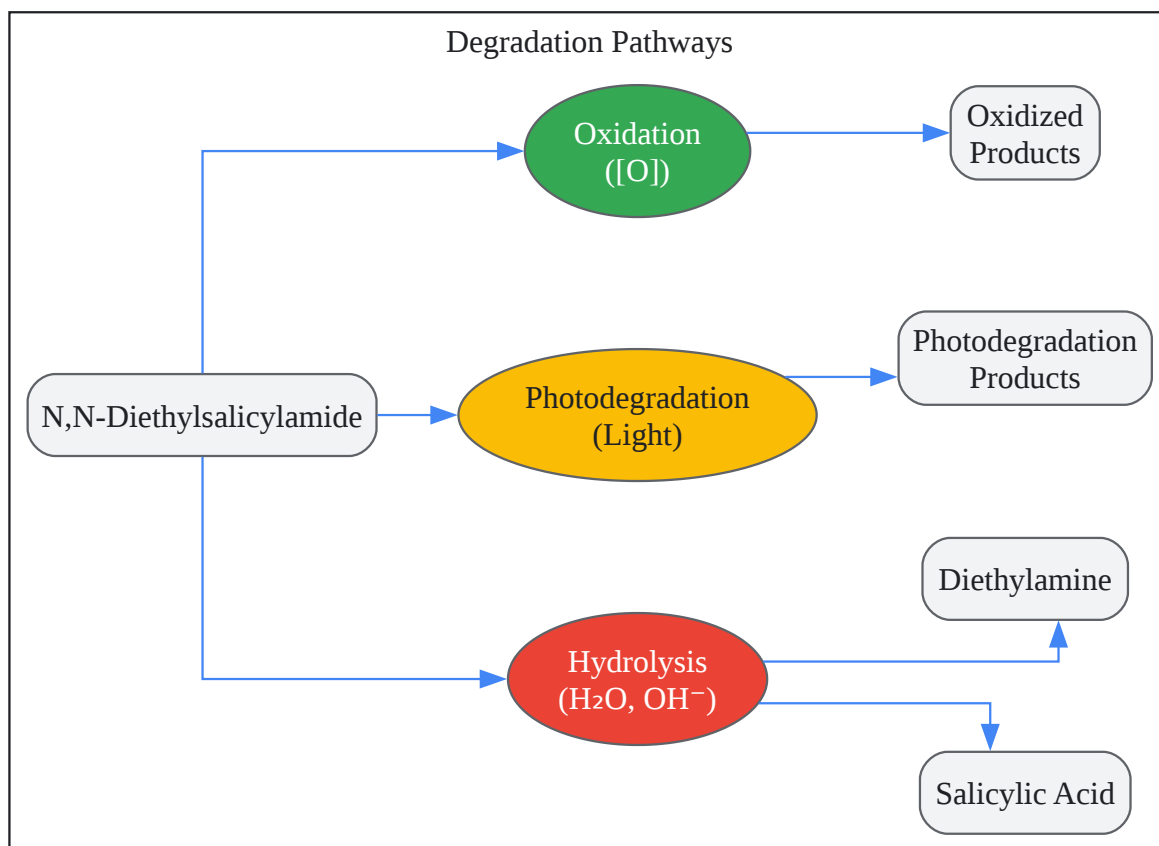 Degradation Pathways
Oxidation
([O])
Oxidized
Products
N,N-Diethylsalicylamide
Photodegradation
(Light)
Photodegradation
Products
Hydrolysis
(H₂O, OH⁻)
Diethylamine
Salicylic Acid